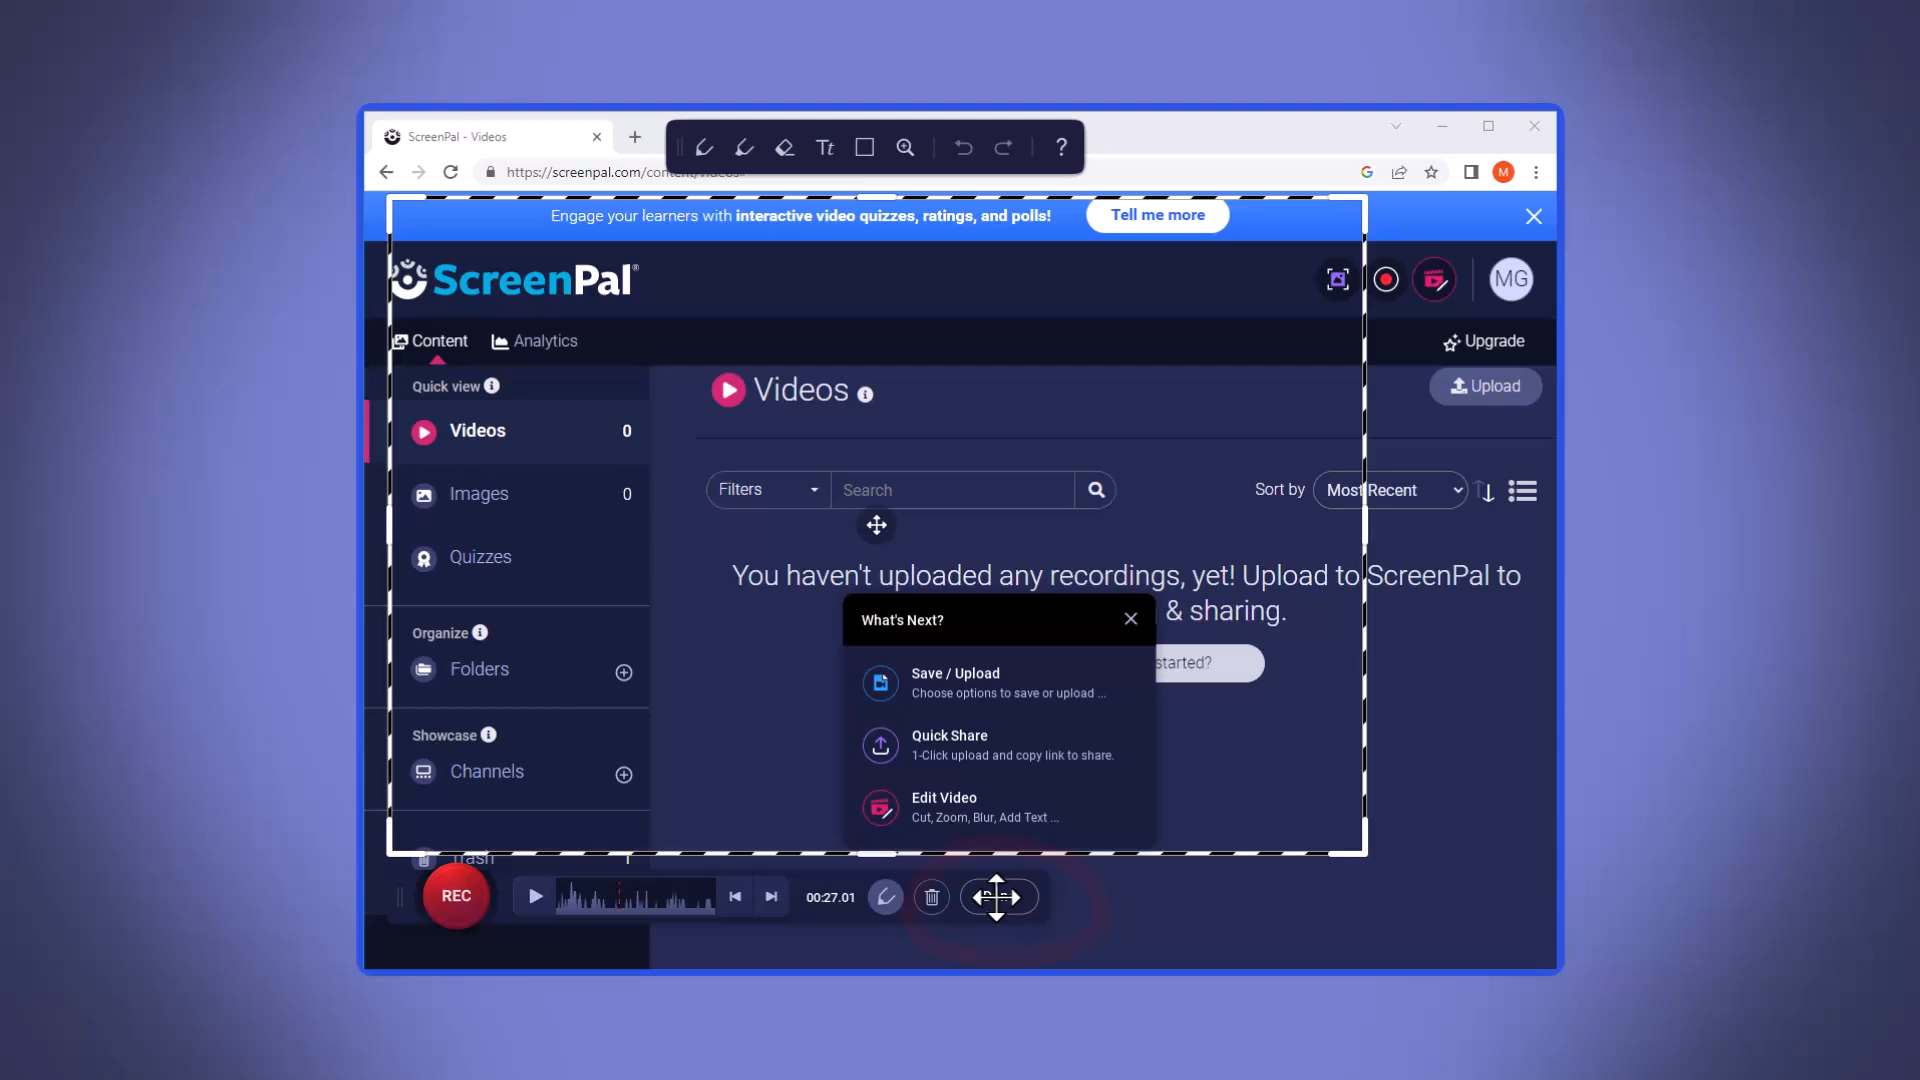 ScreenPal - Videos
Tt
?
https://screenpal.com/content/videos
M
Engage your learners with interactive video quizzes, ratings, and polls!
Tell me more
ScreenPal®
MG
Content
Analytics
Upgrade
Quick view
Videos
Upload
Videos 0
Filters
Search
Sort by
Most Recent
Images 0
Quizzes
You haven't uploaded any recordings, yet! Upload to ScreenPal to
& sharing.
What's Next?
Organize
started?
Folders
Save / Upload
Choose options to save or upload ...
Showcase
Quick Share
1-Click upload and copy link to share.
Channels
Edit Video
Cut, Zoom, Blur, Add Text ...
Trash
REC
00:27.01